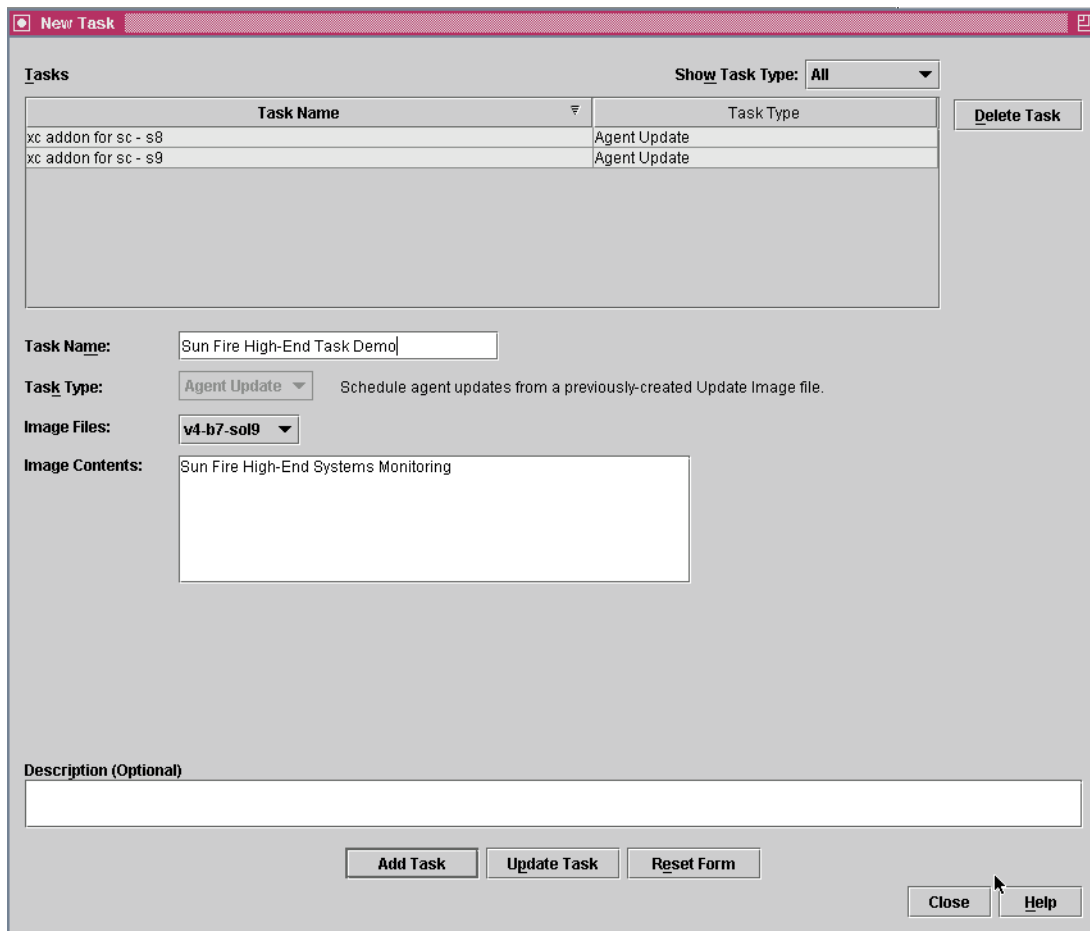 New Task
Tasks
Show Task Type: All
Task Name Task Type
Delete Task
xc addon for sc - s8 Agent Update
xc addon for sc - s9 Agent Update
Task Name: Sun Fire High-End Task Demo
Task Type: Agent Update Schedule agent updates from a previously-created Update Image file.
Image Files: v4-b7-sol9
Image Contents: Sun Fire High-End Systems Monitoring
Description (Optional)
Add Task Update Task Reset Form
Close Help